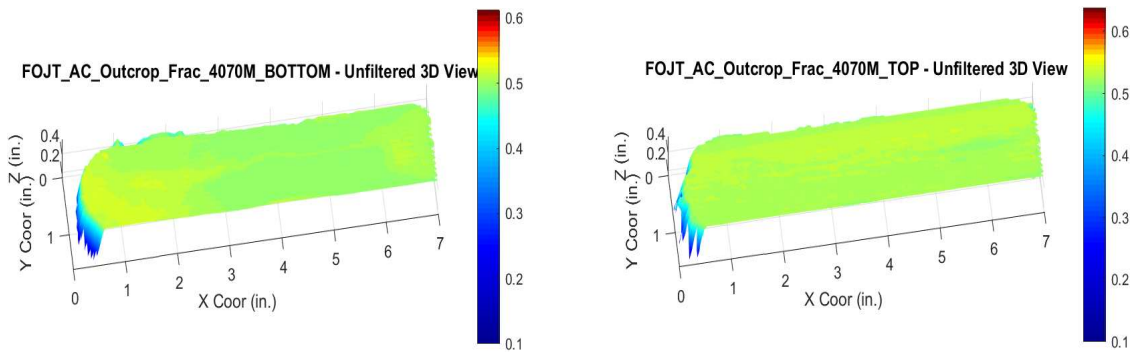 FOJT_AC_Outcrop_Frac_4070M_BOTTOM - Unfiltered 3D View
0.4
0.2
0
Z (in.)
Y Coor (in.)
1
0 1 2 3 4 5 6 7
X Coor (in.)
0.6
0.5
0.4
0.3
0.2
0.1
FOJT_AC_Outcrop_Frac_4070M_TOP - Unfiltered 3D View
0.4
0.2
0
Z (in.)
Y Coor (in.)
1
0 1 2 3 4 5 6 7
X Coor (in.)
0.6
0.5
0.4
0.3
0.2
0.1